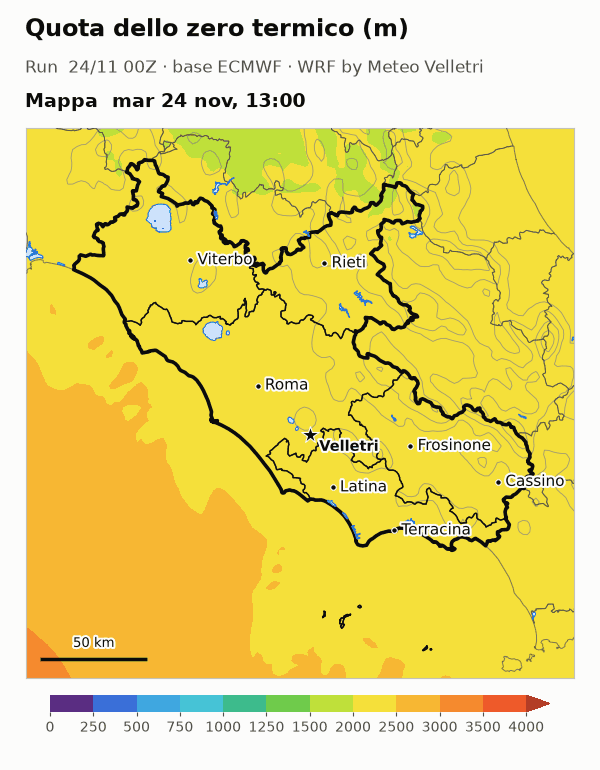 Quota dello zero termico (m)
Run 24/11 00Z · base ECMWF · WRF by Meteo Velletri
Mappa mar 24 nov, 13:00
Viterbo
Rieti
Roma
Velletri
Frosinone
Cassino
Latina
Terracina
50 km
0 250 500 750 1000 1250 1500 2000 2500 3000 3500 4000